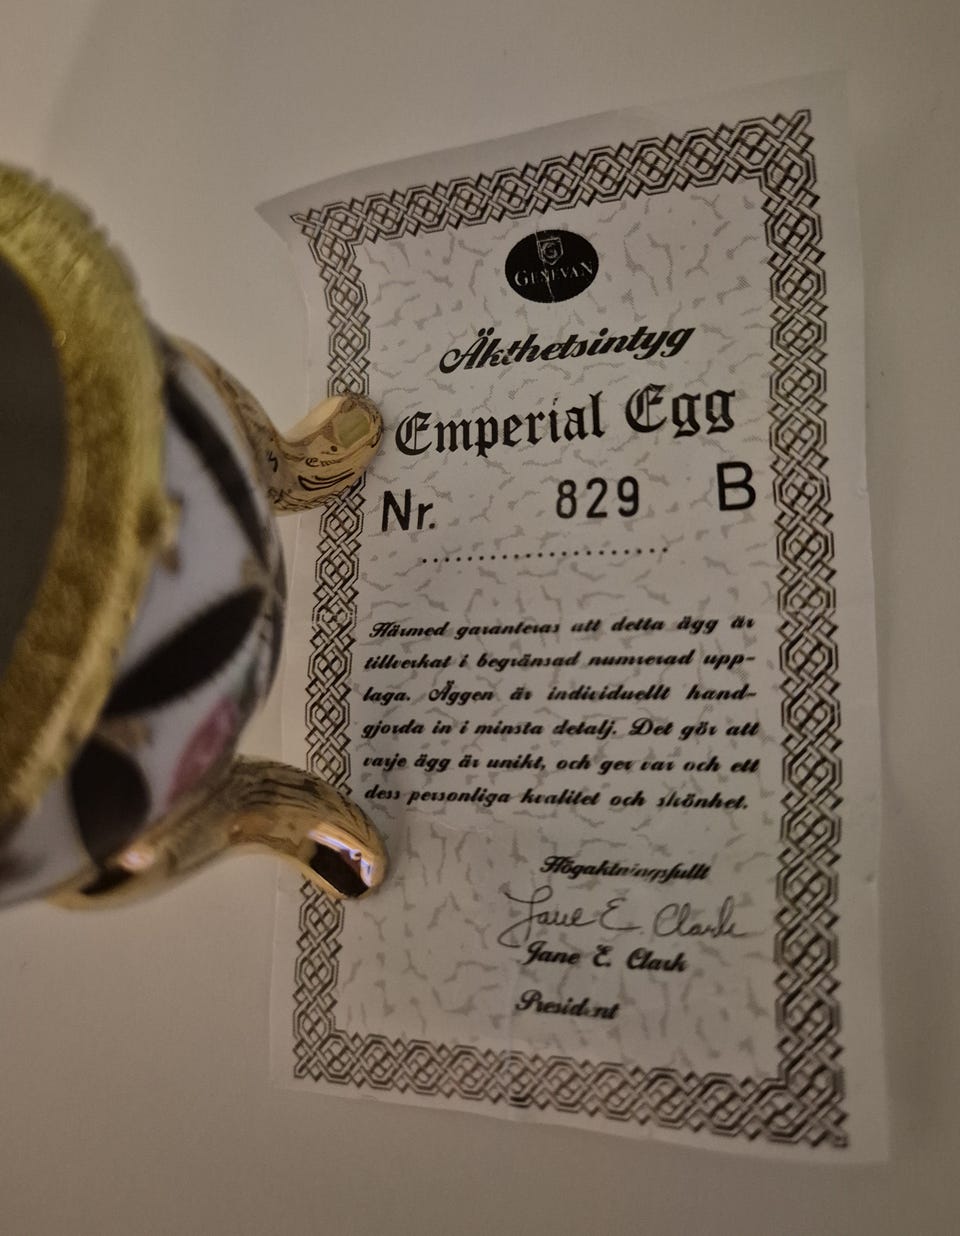 G
GENEVAN
Äkthetsintyg
Emperial Egg
Nr. 829 B
Härmed garanteras att detta ägg är
tillverkat i begränsad numrerad upp-
laga. Äggen är individuellt hand-
gjorda in i minsta detalj. Det gör att
varje ägg är unikt, och ger var och ett
dess personliga kvalitet och skönhet.
Högaktningsfullt
Jane E. Clark
Jane E. Clark
President